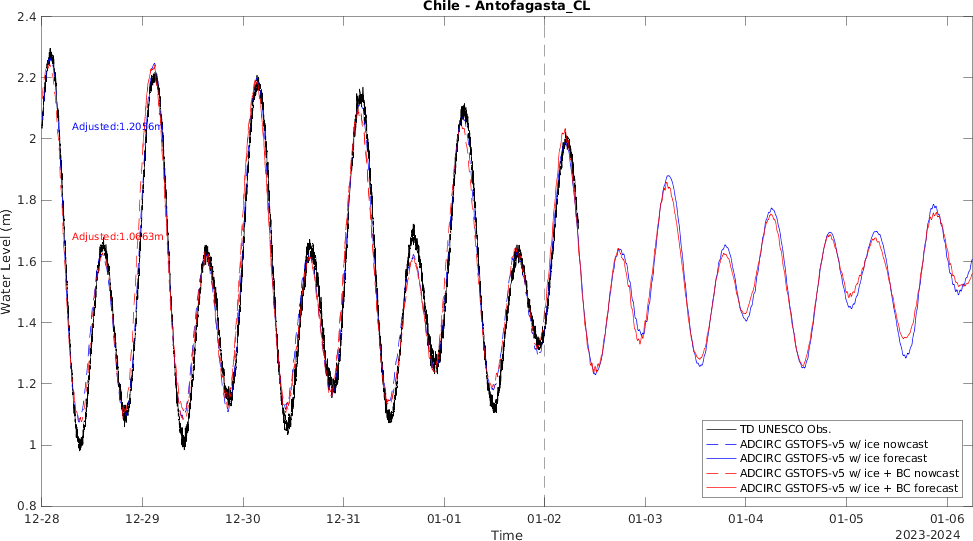 Chile - Antofagasta_CL
2.4
2.2
2
1.8
1.6
1.4
1.2
1
0.8
Water Level (m)
Adjusted:1.2056m
Adjusted:1.0663m
TD UNESCO Obs.
ADCIRC GSTOFS-v5 w/ ice nowcast
ADCIRC GSTOFS-v5 w/ ice forecast
ADCIRC GSTOFS-v5 w/ ice + BC nowcast
ADCIRC GSTOFS-v5 w/ ice + BC forecast
12-28 12-29 12-30 12-31 01-01 01-02 01-03 01-04 01-05 01-06
Time
2023-2024